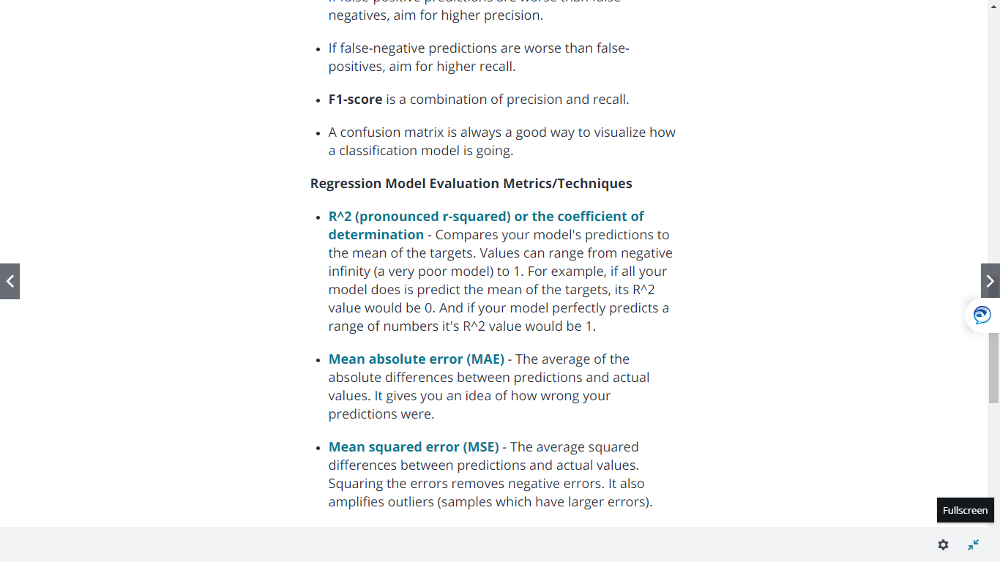 negatives, aim for higher precision.
If false-negative predictions are worse than false-
positives, aim for higher recall.
F1-score is a combination of precision and recall.
A confusion matrix is always a good way to visualize how
a classification model is going.
Regression Model Evaluation Metrics/Techniques
R^2 (pronounced r-squared) or the coefficient of
determination - Compares your model's predictions to
the mean of the targets. Values can range from negative
infinity (a very poor model) to 1. For example, if all your
model does is predict the mean of the targets, its R^2
value would be 0. And if your model perfectly predicts a
range of numbers it's R^2 value would be 1.
Mean absolute error (MAE) - The average of the
absolute differences between predictions and actual
values. It gives you an idea of how wrong your
predictions were.
Mean squared error (MSE) - The average squared
differences between predictions and actual values.
Squaring the errors removes negative errors. It also
amplifies outliers (samples which have larger errors).
Fullscreen